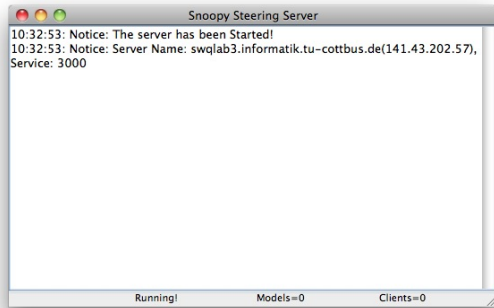 Snoopy Steering Server
10:32:53: Notice: The server has been Started!
10:32:53: Notice: Server Name: swqlab3.informatik.tu-cottbus.de(141.43.202.57),
Service: 3000
Running! Models=0 Clients=0